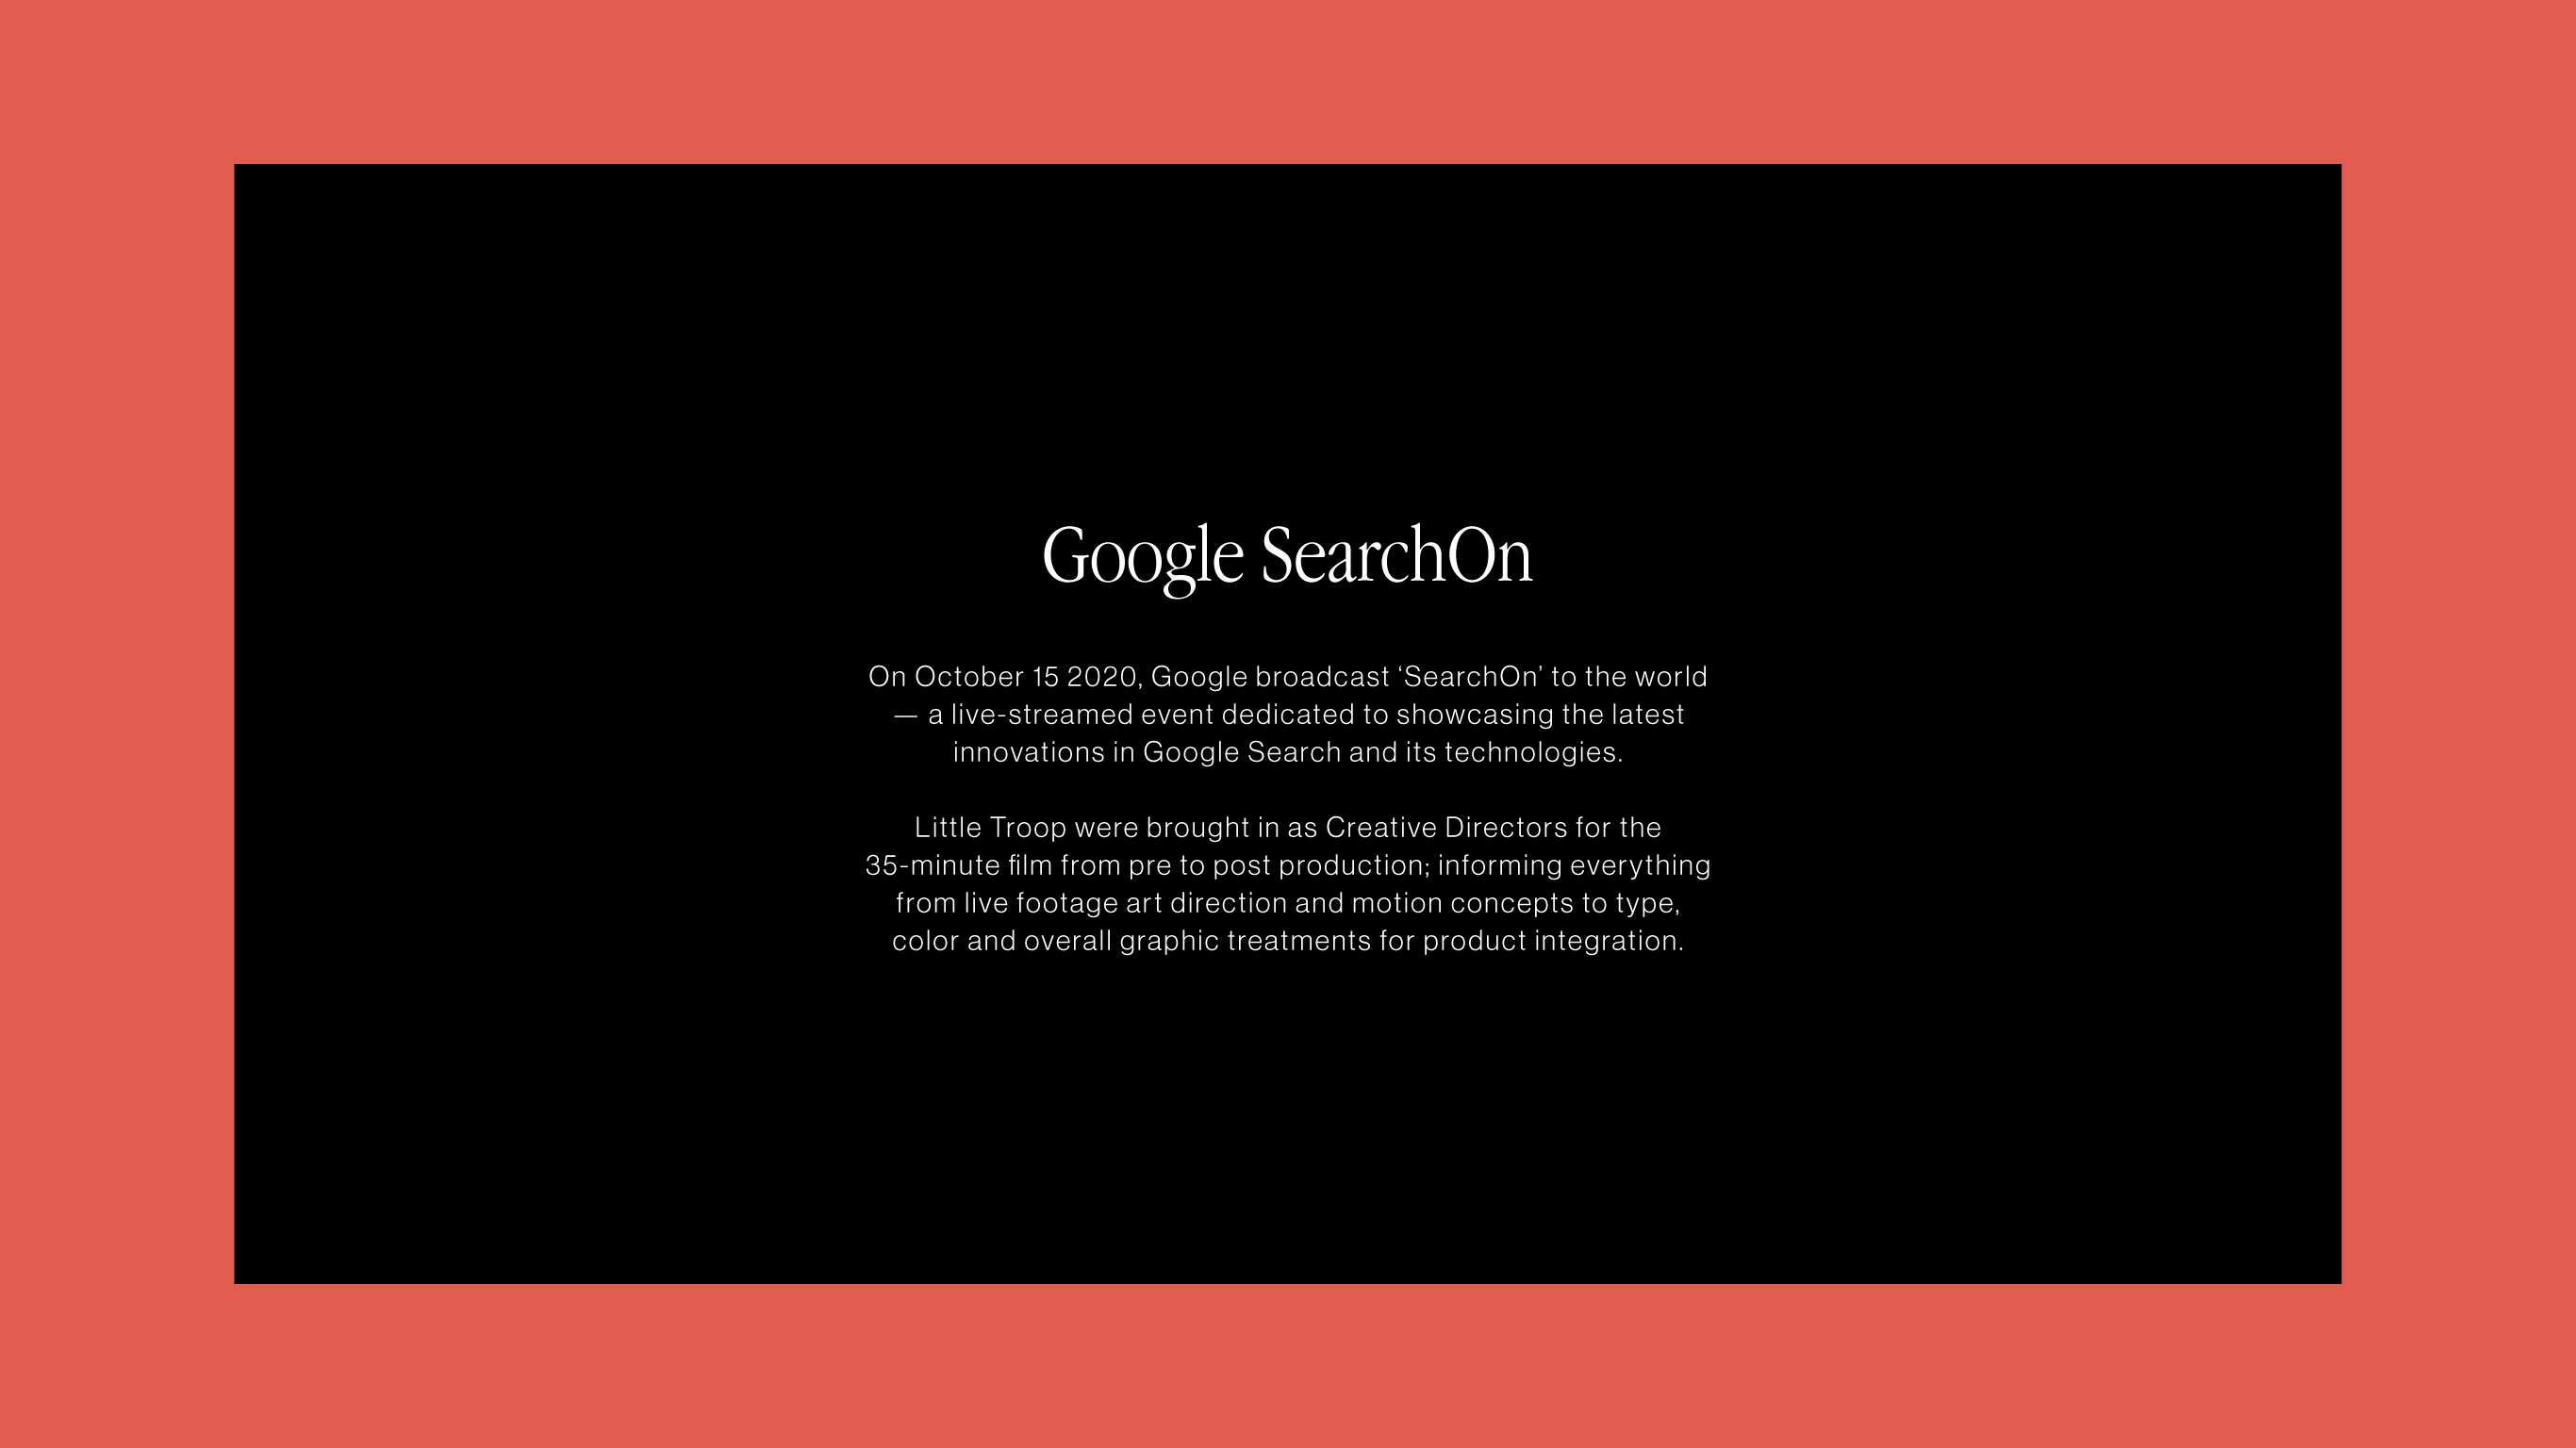 Google SearchOn
On October 15 2020, Google broadcast ‘SearchOn’ to the world
— a live-streamed event dedicated to showcasing the latest
innovations in Google Search and its technologies.
Little Troop were brought in as Creative Directors for the
35-minute film from pre to post production; informing everything
from live footage art direction and motion concepts to type,
color and overall graphic treatments for product integration.